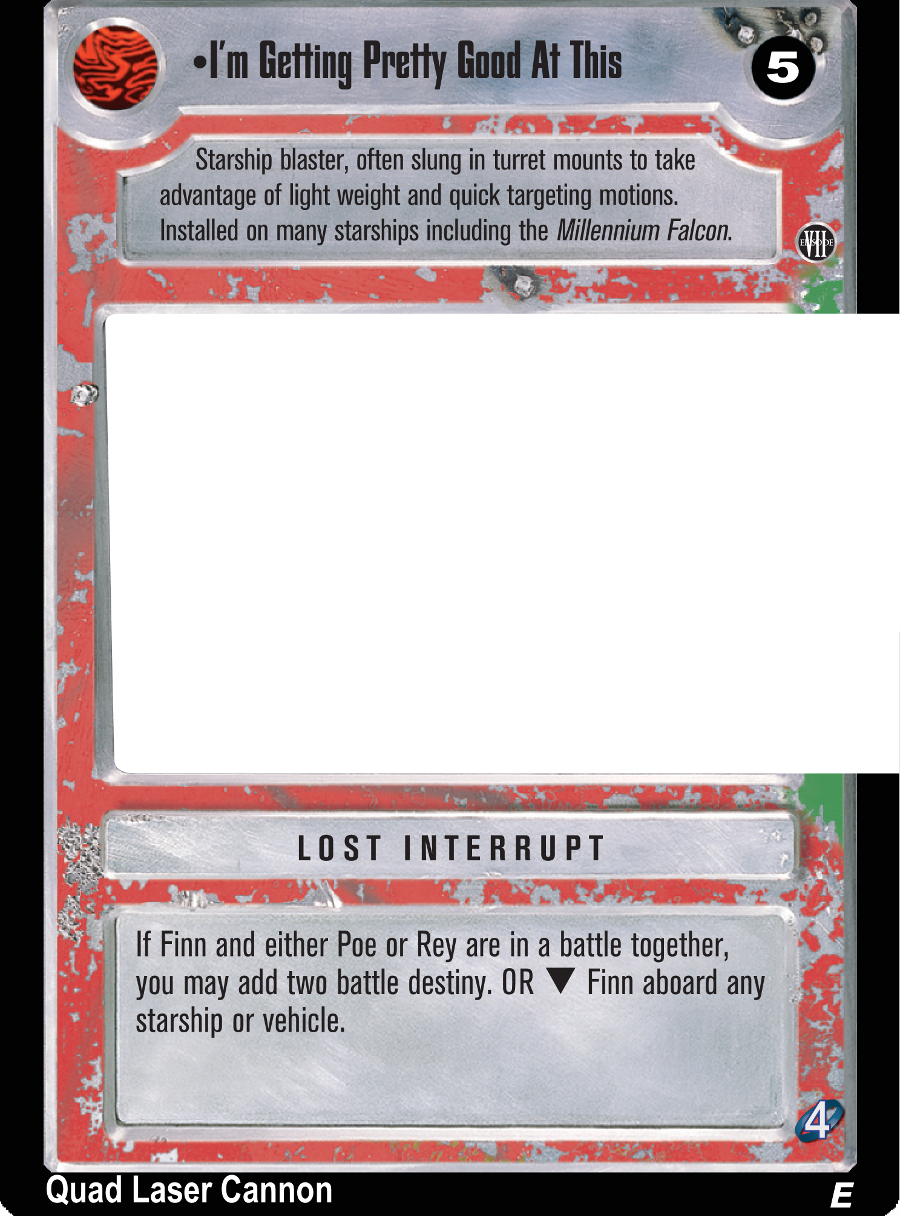 •I'm Getting Pretty Good At This
5
Starship blaster, often slung in turret mounts to take
advantage of light weight and quick targeting motions.
Installed on many starships including the Millennium Falcon.
EPISODE
VII
LOST INTERRUPT
If Finn and either Poe or Rey are in a battle together,
you may add two battle destiny. OR ▼ Finn aboard any
starship or vehicle.
4
Quad Laser Cannon
E